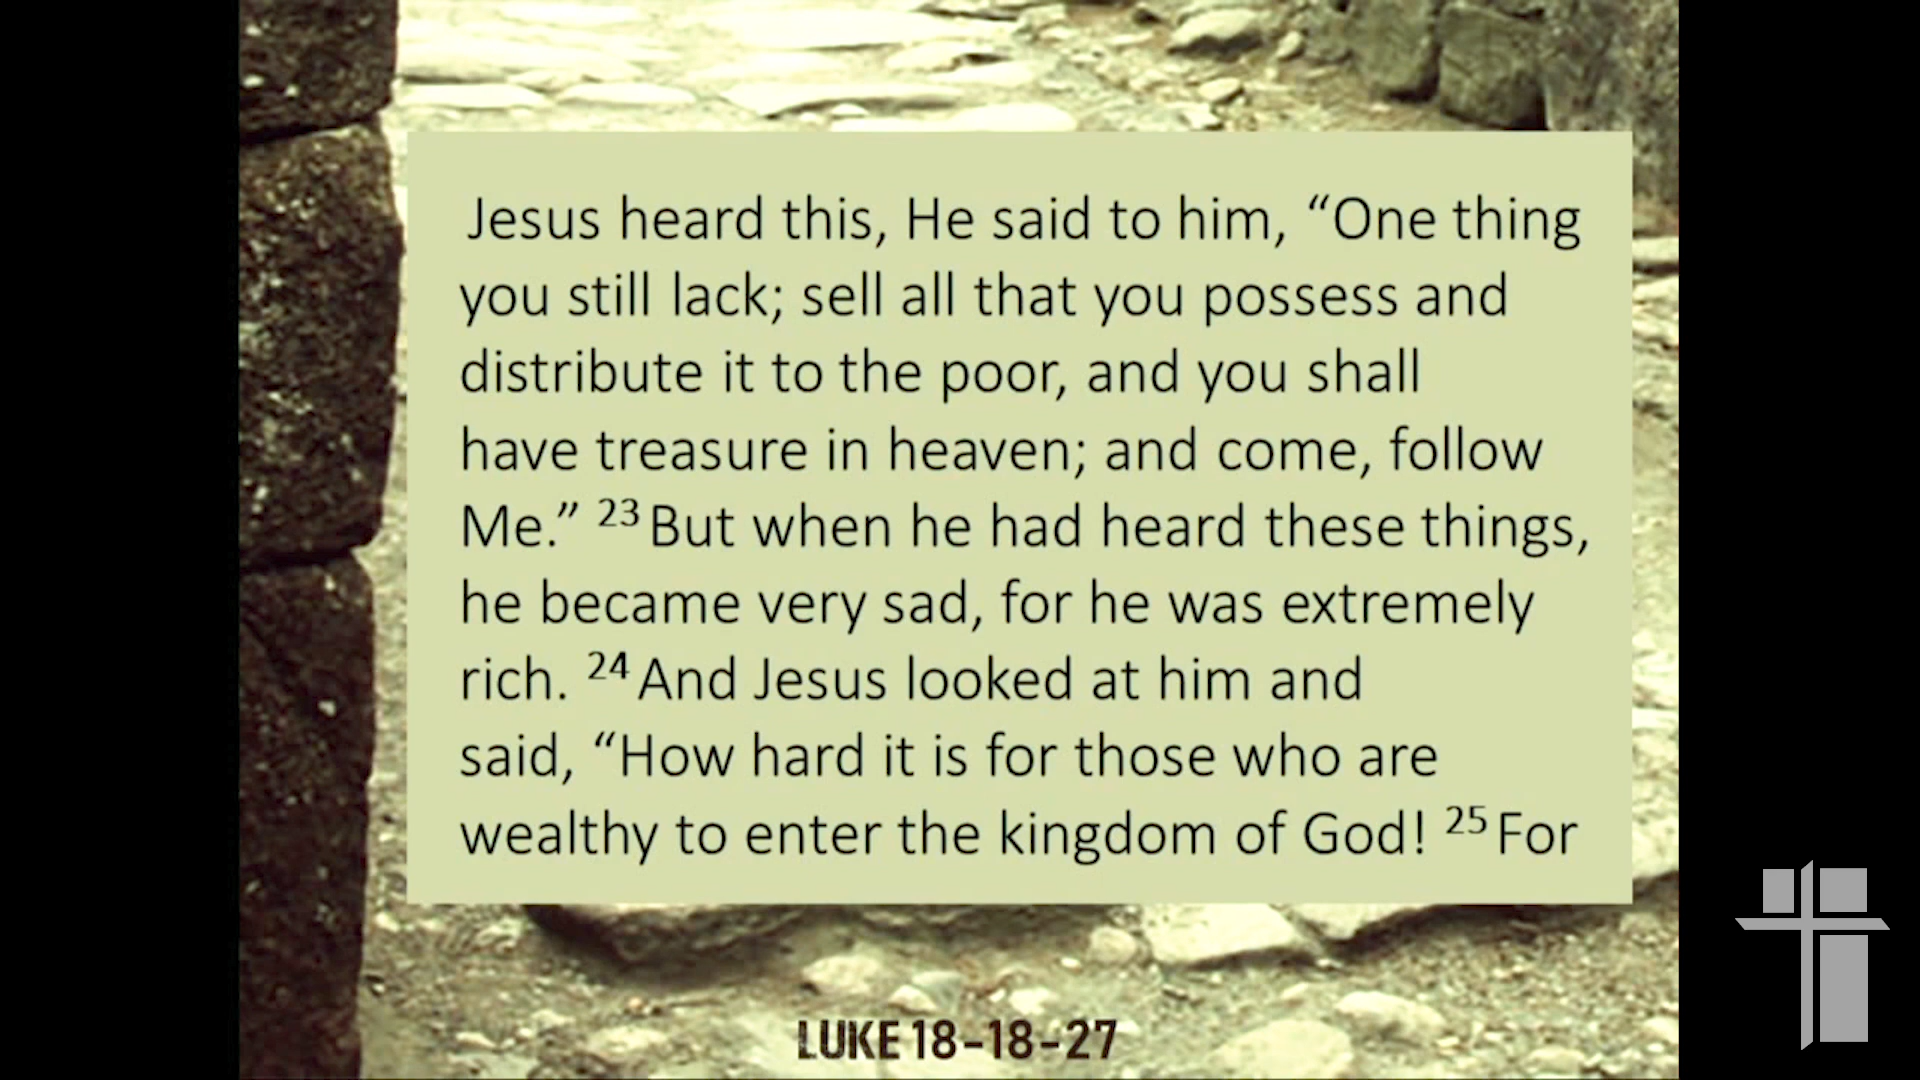 Jesus heard this, He said to him, “One thing
you still lack; sell all that you possess and
distribute it to the poor, and you shall
have treasure in heaven; and come, follow
Me.” 23 But when he had heard these things,
he became very sad, for he was extremely
rich. 24 And Jesus looked at him and
said, “How hard it is for those who are
wealthy to enter the kingdom of God! 25 For
LUKE 18-18-27